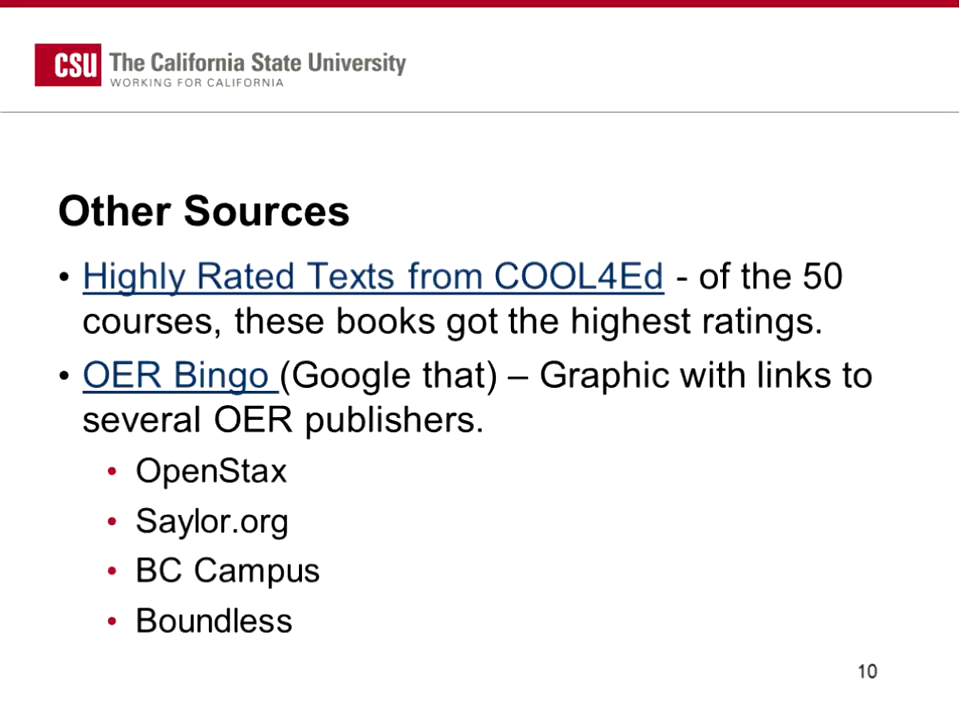 CSU The California State University
WORKING FOR CALIFORNIA
Other Sources
• Highly Rated Texts from COOL4Ed - of the 50
courses, these books got the highest ratings.
• OER Bingo (Google that) – Graphic with links to
several OER publishers.
• OpenStax
• Saylor.org
• BC Campus
• Boundless
10